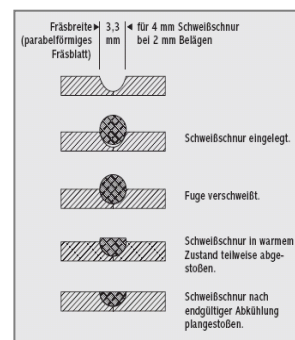 Fräsbreite
(parabelförmiges
Fräsblatt)
3,3
mm
für 4 mm Schweißschnur
bei 2 mm Belägen
Schweißschnur eingelegt.
Fuge verschweißt.
Schweißschnur in warmem
Zustand teilweise abge-
stoßen.
Schweißschnur nach
endgültiger Abkühlung
plangestoßen.